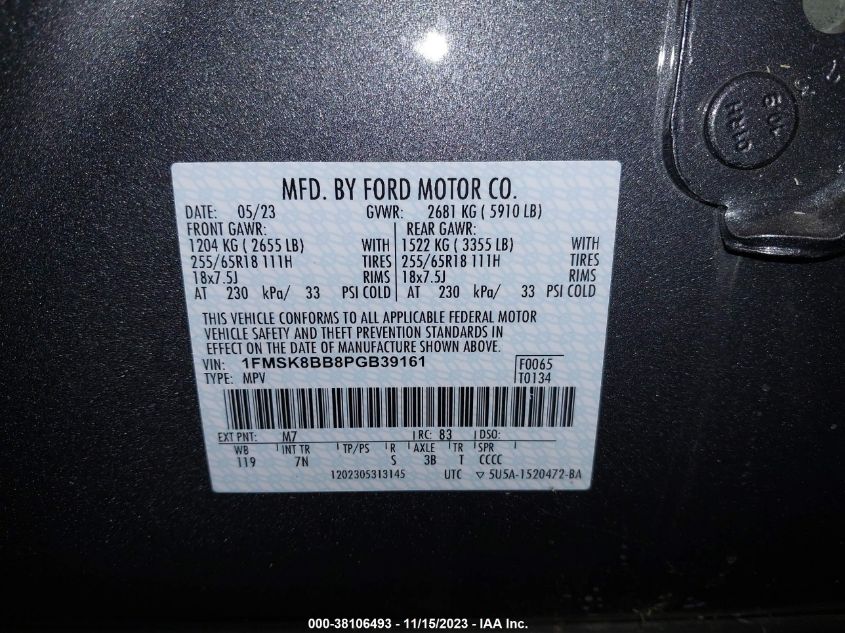 MFD. BY FORD MOTOR CO.
DATE: 05/23 GVWR: 2681 KG ( 5910 LB)
FRONT GAWR: REAR GAWR:
1204 KG ( 2655 LB) WITH 1522 KG ( 3355 LB) WITH
255/65R18 111H TIRES 255/65R18 111H TIRES
18x7.5J RIMS 18x7.5J RIMS
AT 230 kPa/ 33 PSI COLD AT 230 kPa/ 33 PSI COLD
THIS VEHICLE CONFORMS TO ALL APPLICABLE FEDERAL MOTOR
VEHICLE SAFETY AND THEFT PREVENTION STANDARDS IN
EFFECT ON THE DATE OF MANUFACTURE SHOWN ABOVE.
VIN: 1FMSK8BB8PGB39161 F0065
TYPE: MPV T0134
EXT PNT: M7 RC: 83 DSO:
WB INT TR TP/PS R AXLE TR SPR
119 7N S 3B T CCCC
1202305313145 UTC ▽ 5U5A-1520472-BA
000-38106493 - 11/15/2023 - IAA Inc.